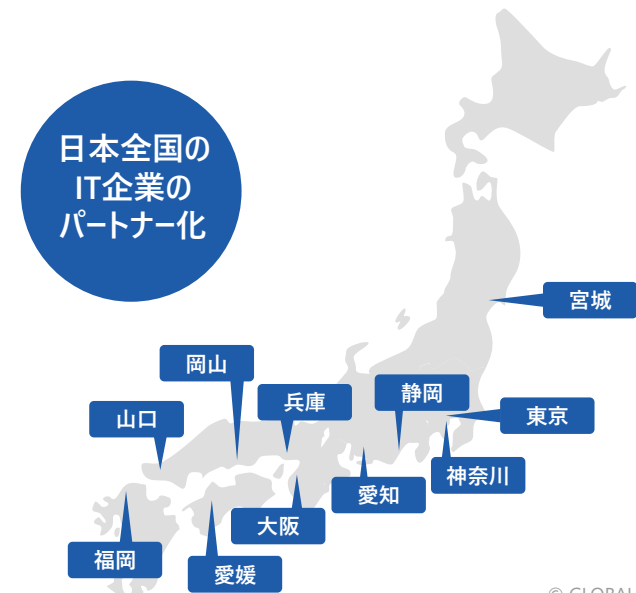 日本全国の
IT企業の
パートナー化
宮城
岡山
静岡
兵庫
山口
東京
神奈川
愛知
大阪
福岡
愛媛
© GLOBAL